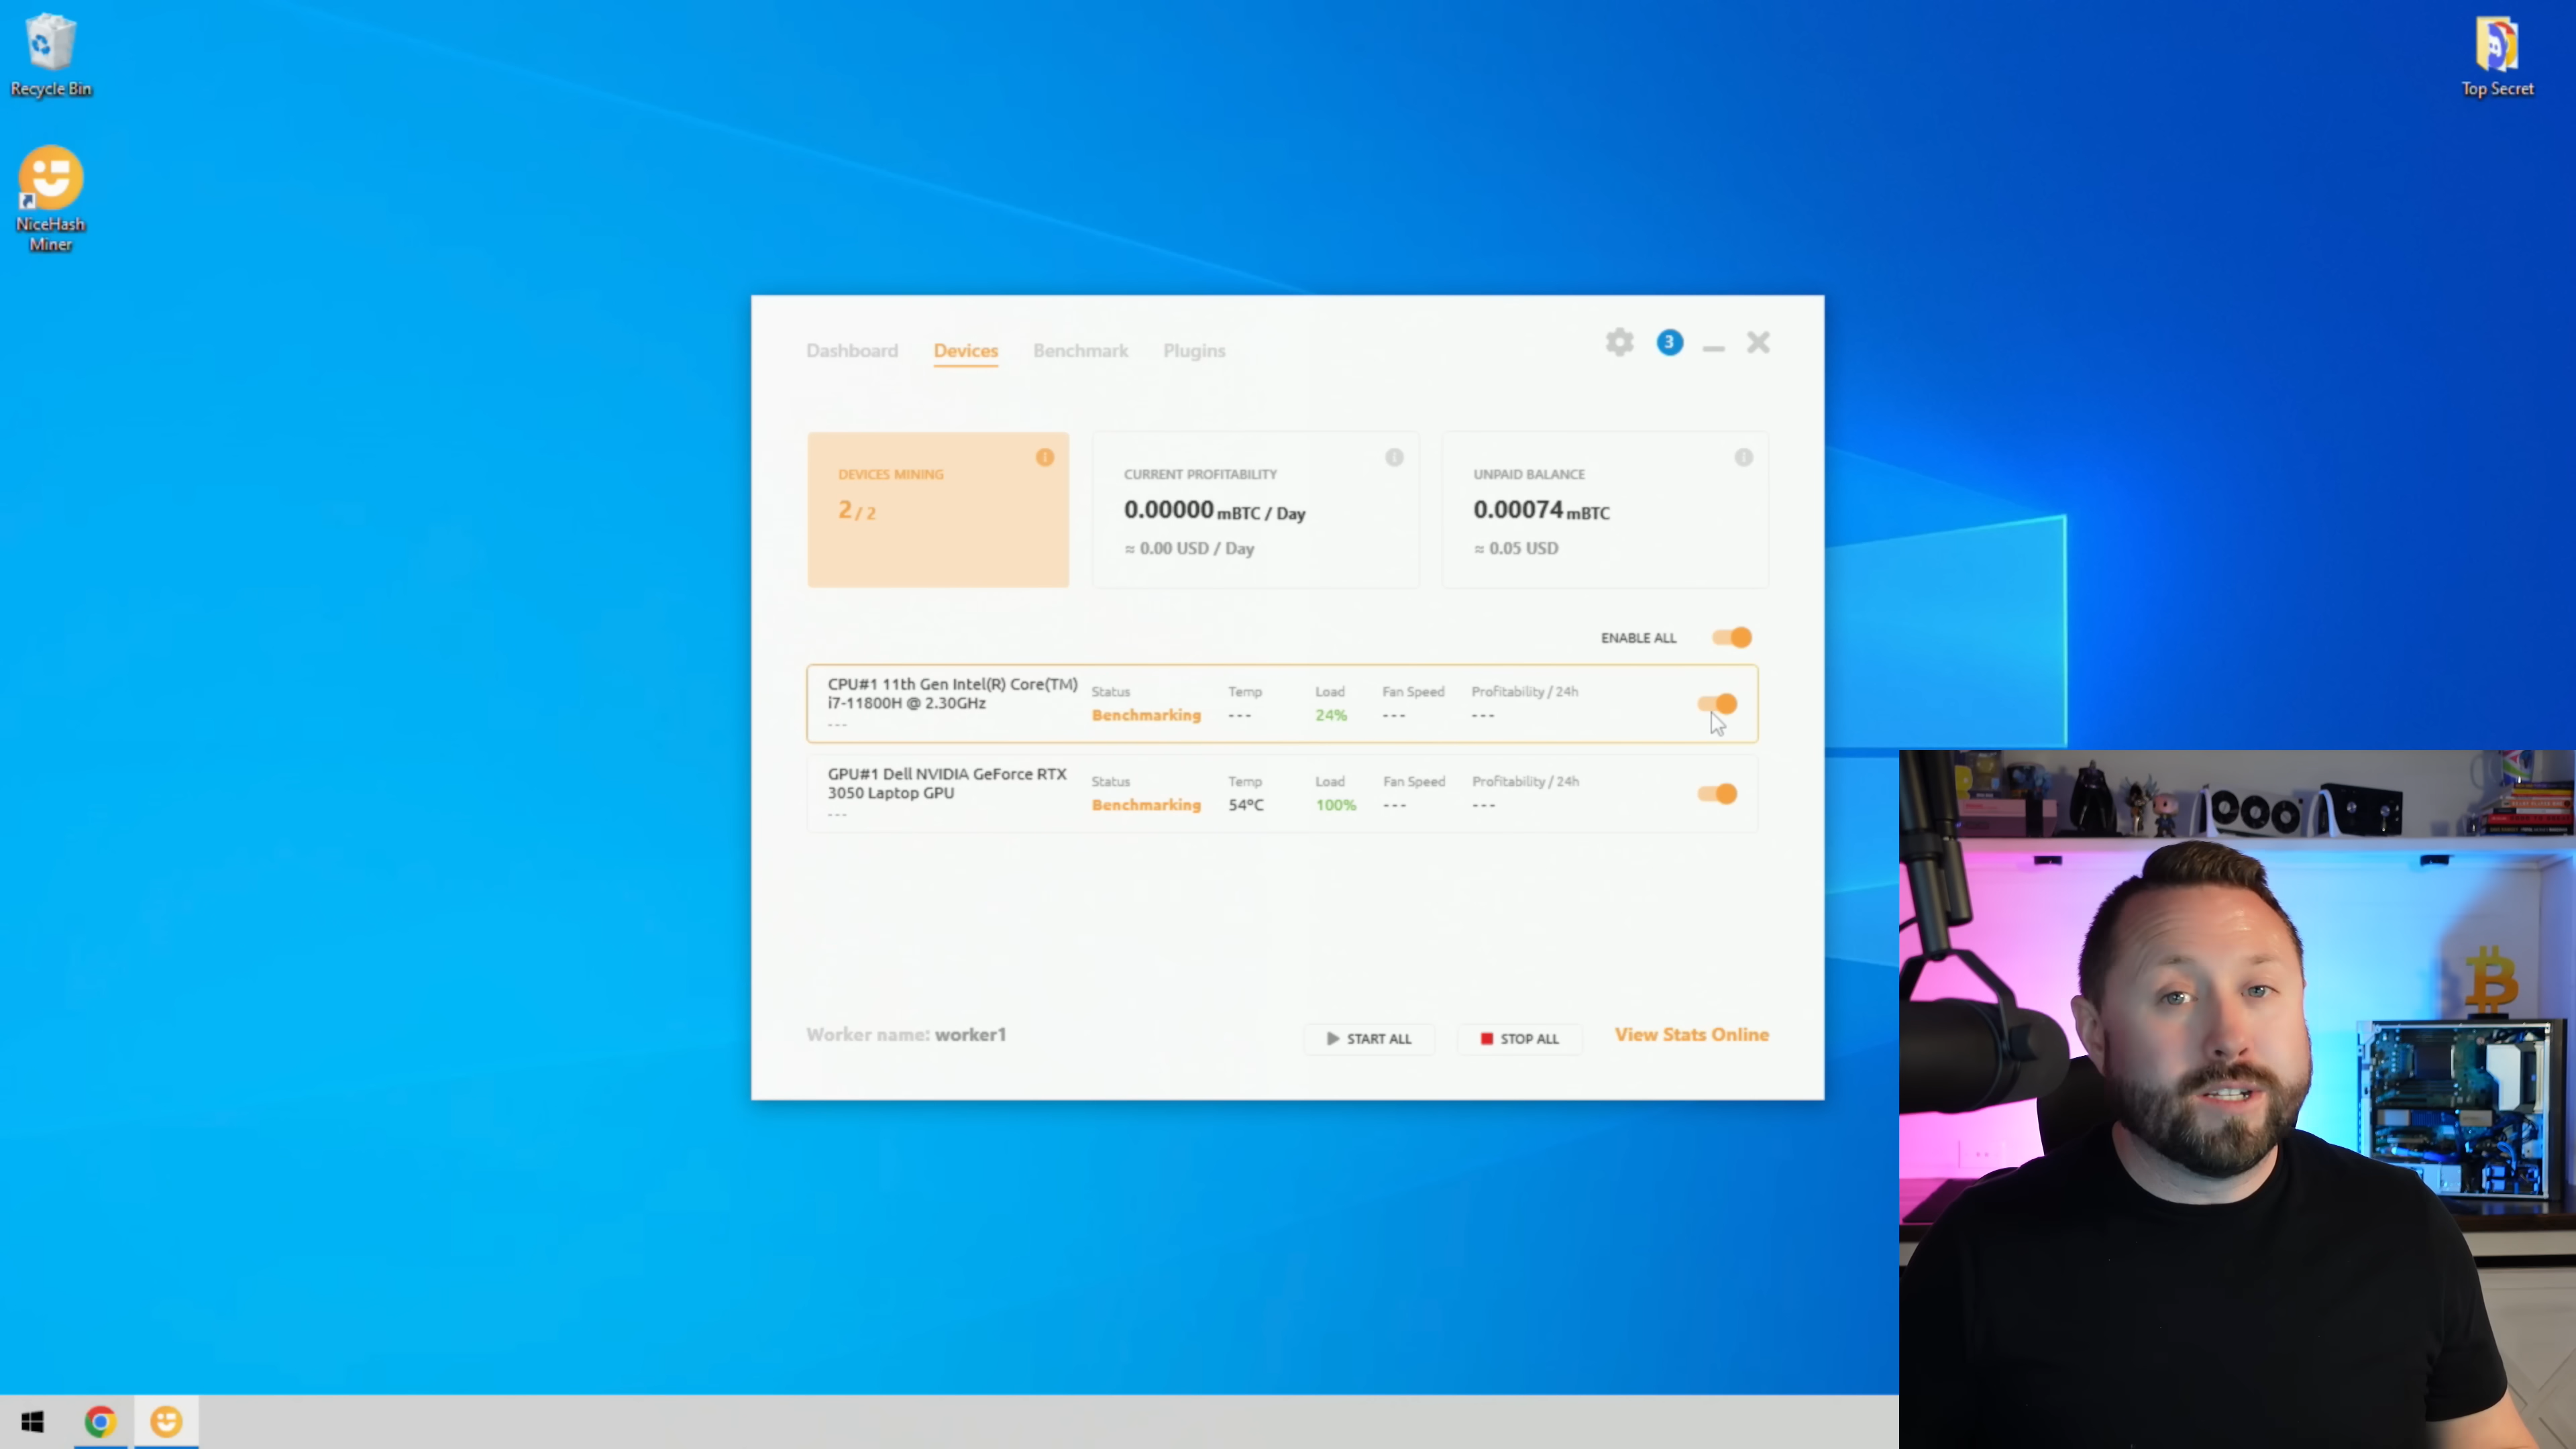 Recycle Bin
Top Secret
NiceHash
Miner
Dashboard Devices Benchmark Plugins
3
DEVICES MINING
2 / 2
CURRENT PROFITABILITY
0.00000 mBTC / Day
≈ 0.00 USD / Day
UNPAID BALANCE
0.00074 mBTC
≈ 0.05 USD
ENABLE ALL
CPU#1 11th Gen Intel(R) Core(TM)
i7-11800H @ 2.30GHz
---
Status Temp Load Fan Speed Profitability / 24h
Benchmarking --- 24% --- ---
GPU#1 Dell NVIDIA GeForce RTX
3050 Laptop GPU
---
Status Temp Load Fan Speed Profitability / 24h
Benchmarking 54°C 100% --- ---
Worker name: worker1
START ALL
STOP ALL
View Stats Online